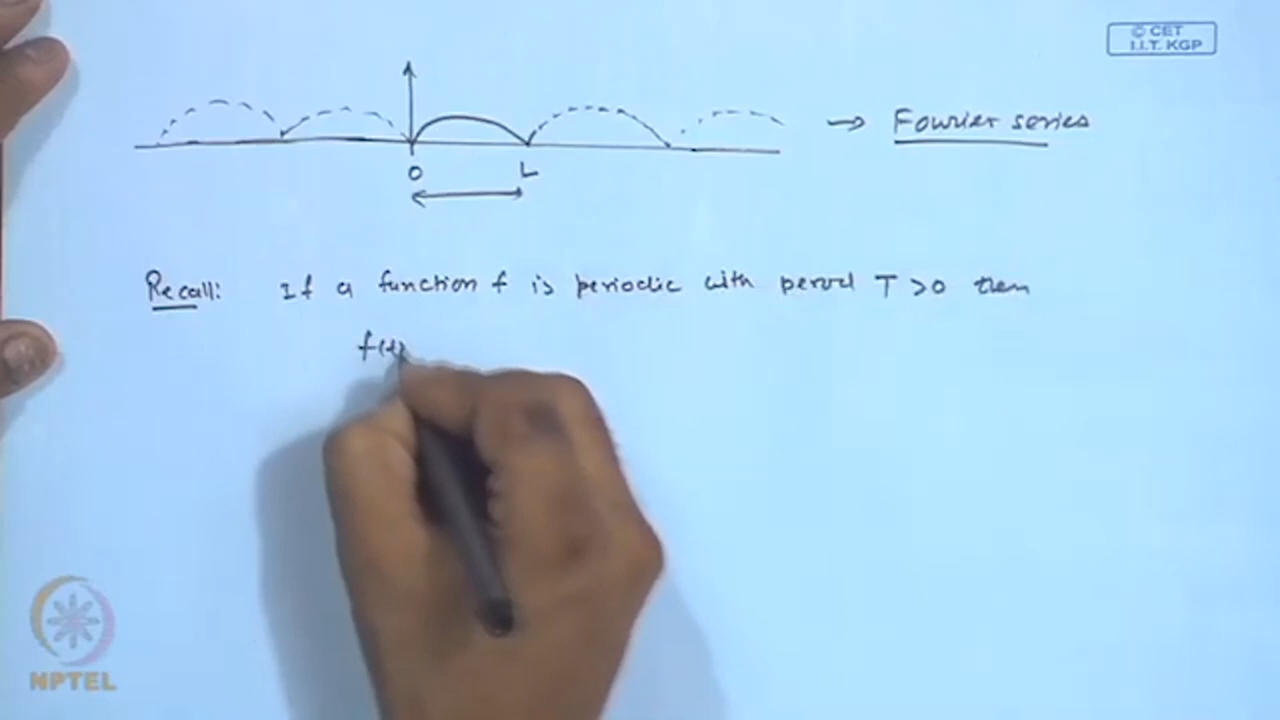 © CET
I.I.T. KGP
→ Fourier series
0 L
Recall: If a function f is periodic with period T > 0 then
f(t)
NPTEL